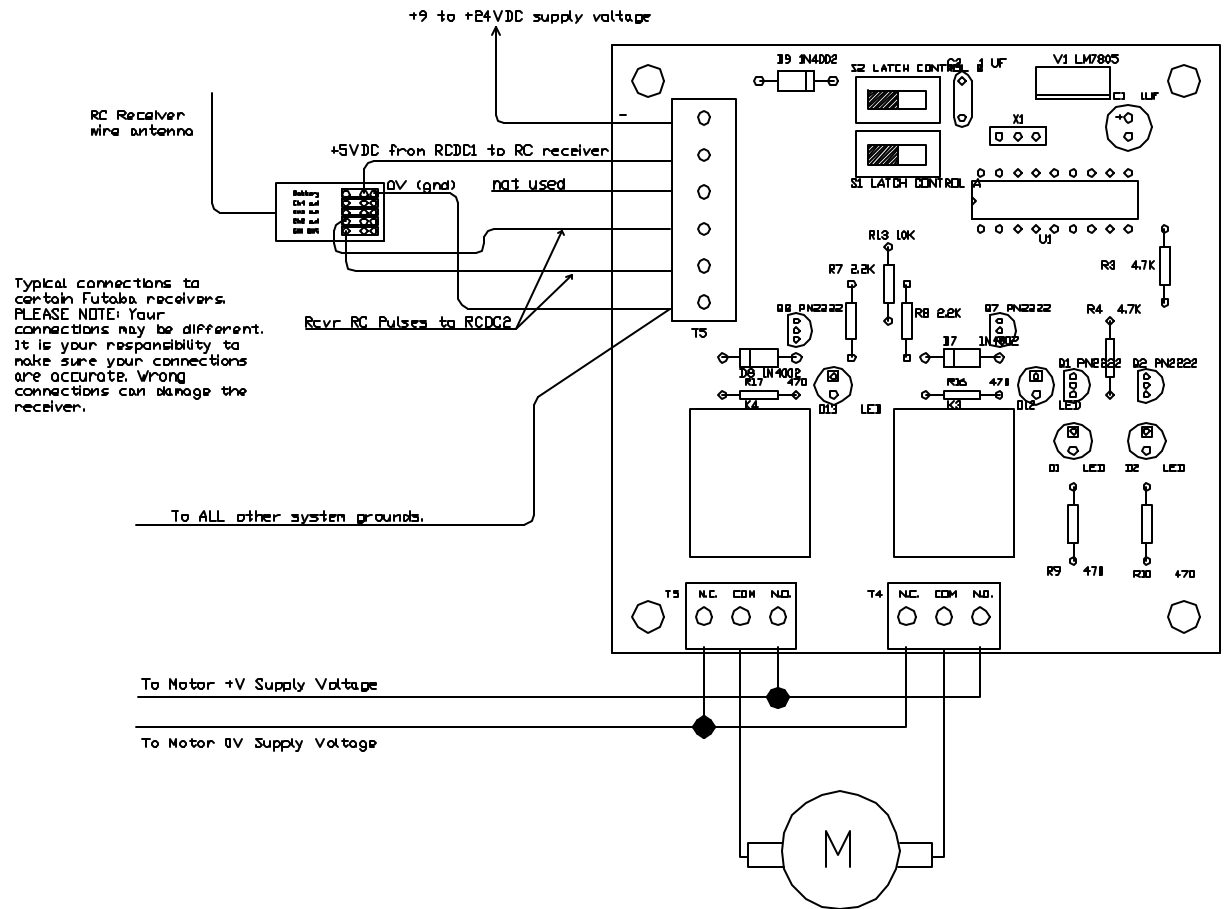 +9 to +24VDC supply voltage
RC Receiver
wire antenna
+5VDC from RCDC1 to RC receiver
0V (gnd)
not used
Battery
Rcvr RC Pulses to RCDC2
Typical connections to
certain Futaba receivers.
PLEASE NOTE: Your
connections may be different.
It is your responsibility to
make sure your connections
are accurate. Wrong
connections can damage the
receiver.
To ALL other system grounds.
To Motor +V Supply Voltage
To Motor 0V Supply Voltage
M
-
T5
D9 1N4002
S2 LATCH CONTROL B
C2 .1 UF
V1 LM7805
C1 1UF
+
X1
S1 LATCH CONTROL A
U1
R13 10K
R7 2.2K
R8 2.2K
R3 4.7K
R4 4.7K
Q8 PN2222
Q7 PN2222
D8 1N4002
D7 1N4002
Q1 PN2222
Q2 PN2222
R17 470
R16 470
K4
K3
D13 LED
D12 LED
D1 LED
D2 LED
R9 470
R10 470
T3 N.C. COM N.O.
T4 N.C. COM N.O.